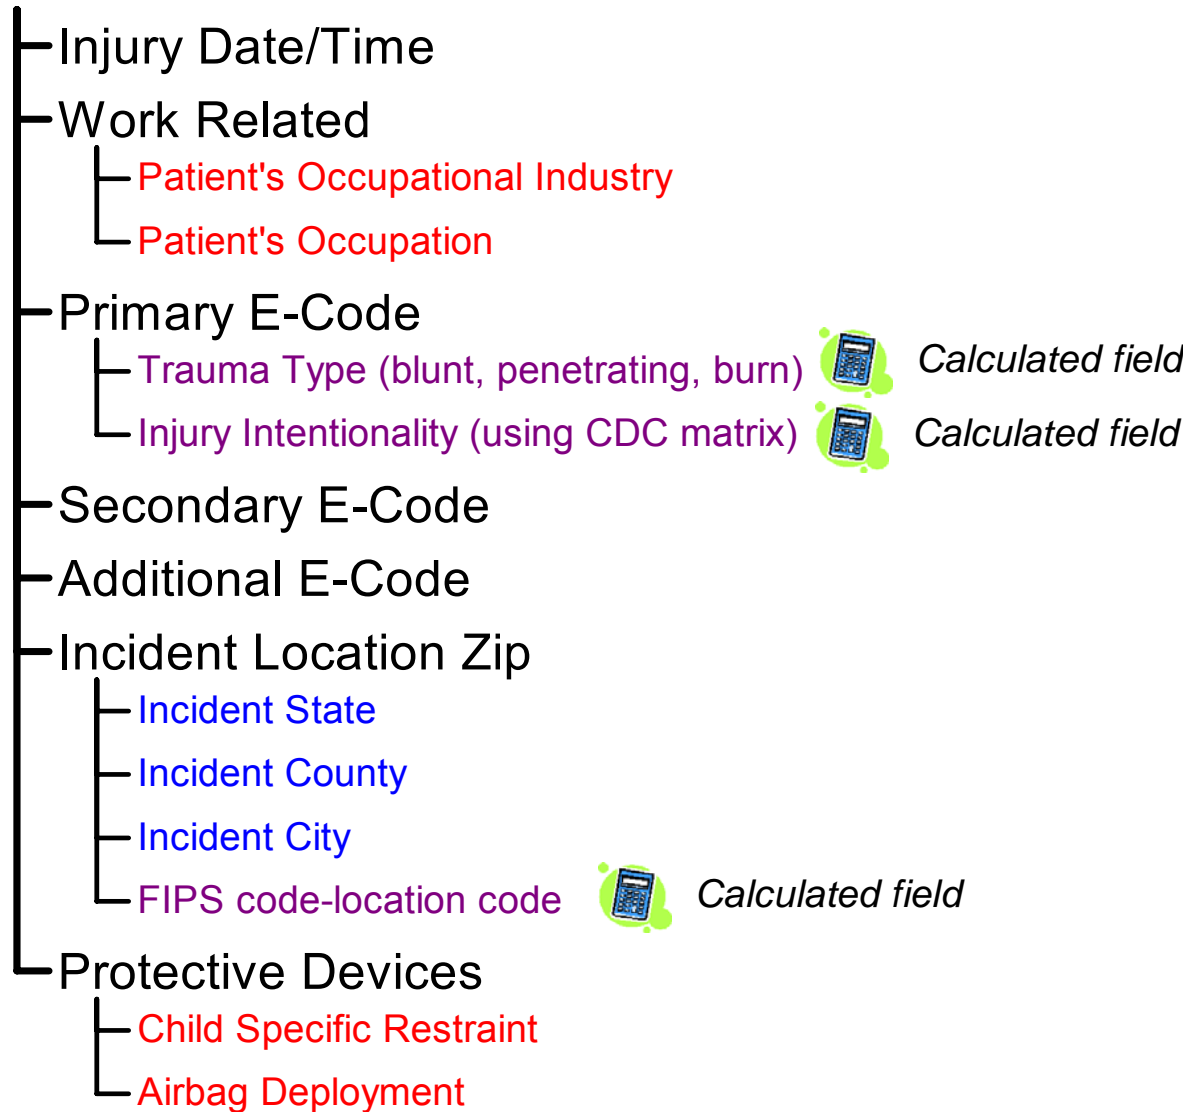 Injury Date/Time
Work Related
Patient's Occupational Industry
Patient's Occupation
Primary E-Code
Trauma Type (blunt, penetrating, burn) Calculated field
Injury Intentionality (using CDC matrix) Calculated field
Secondary E-Code
Additional E-Code
Incident Location Zip
Incident State
Incident County
Incident City
FIPS code-location code Calculated field
Protective Devices
Child Specific Restraint
Airbag Deployment